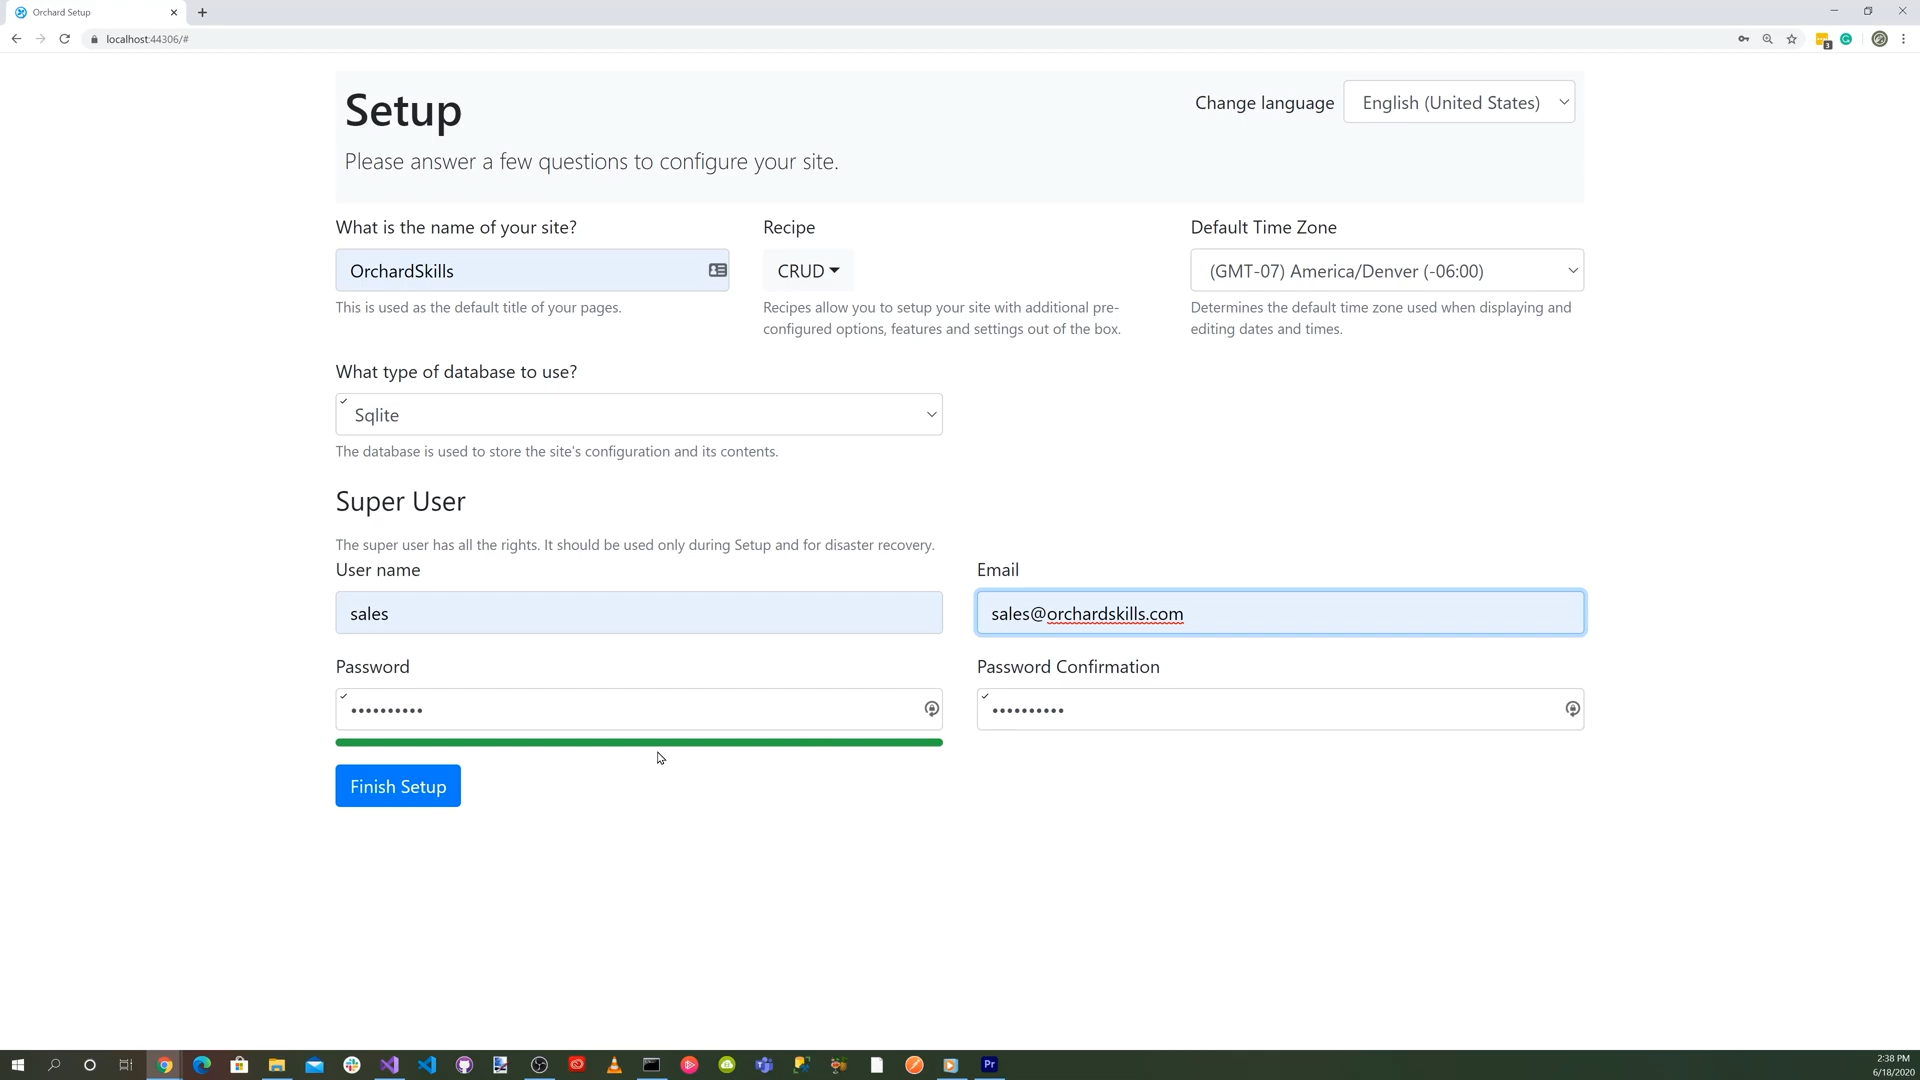 Orchard Setup
localhost:44306/#
3
Setup
Change language
English (United States)
Please answer a few questions to configure your site.
What is the name of your site?
Recipe
Default Time Zone
OrchardSkills
CRUD
(GMT-07) America/Denver (-06:00)
This is used as the default title of your pages.
Recipes allow you to setup your site with additional pre-
configured options, features and settings out of the box.
Determines the default time zone used when displaying and
editing dates and times.
What type of database to use?
Sqlite
The database is used to store the site's configuration and its contents.
Super User
The super user has all the rights. It should be used only during Setup and for disaster recovery.
User name
Email
sales
sales@orchardskills.com
Password
Password Confirmation
••••••••••
••••••••••
Finish Setup
Pr
2:38 PM
6/18/2020